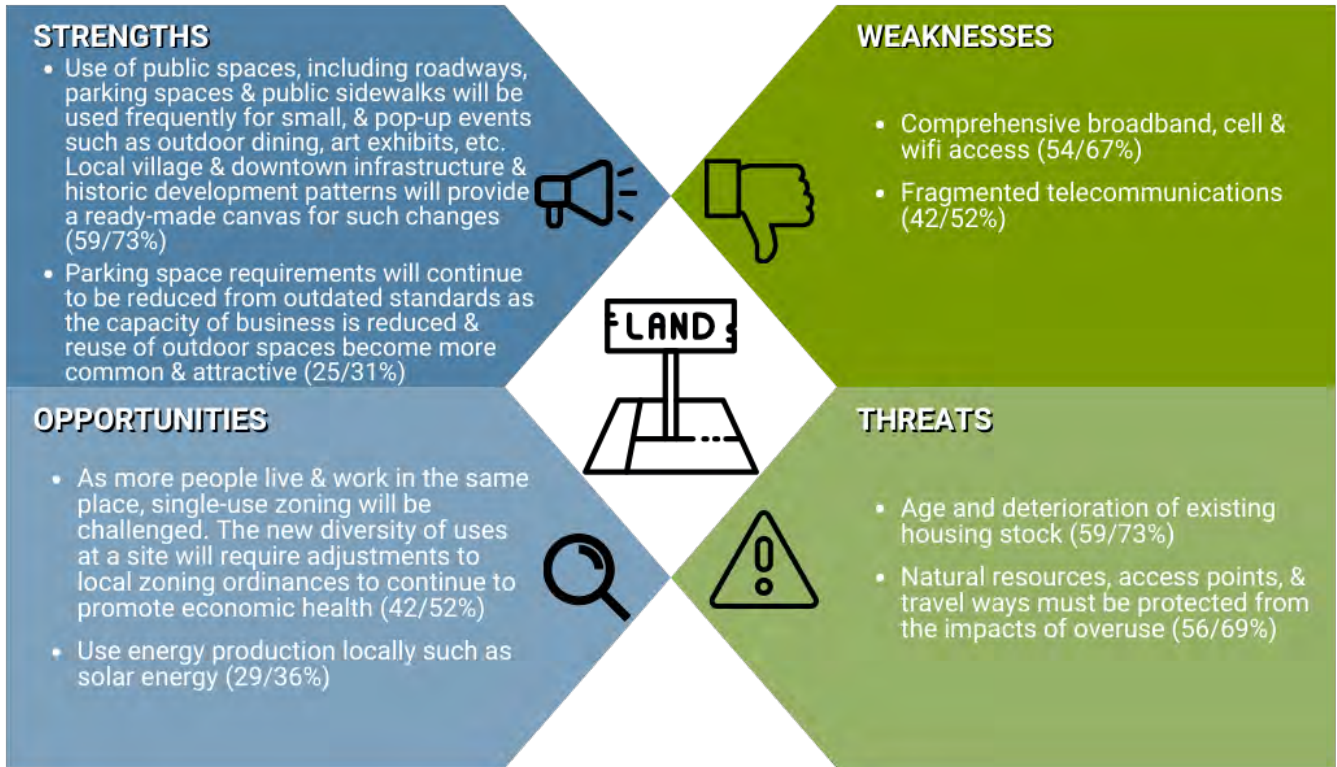 STRENGTHS
• Use of public spaces, including roadways,
parking spaces & public sidewalks will be
used frequently for small, & pop-up events
such as outdoor dining, art exhibits, etc.
Local village & downtown infrastructure &
historic development patterns will provide
a ready-made canvas for such changes
(59/73%)
• Parking space requirements will continue
to be reduced from outdated standards as
the capacity of business is reduced &
reuse of outdoor spaces become more
common & attractive (25/31%)
WEAKNESSES
• Comprehensive broadband, cell &
wifi access (54/67%)
• Fragmented telecommunications
(42/52%)
LAND
OPPORTUNITIES
• As more people live & work in the same
place, single-use zoning will be
challenged. The new diversity of uses
at a site will require adjustments to
local zoning ordinances to continue to
promote economic health (42/52%)
• Use energy production locally such as
solar energy (29/36%)
THREATS
• Age and deterioration of existing
housing stock (59/73%)
• Natural resources, access points, &
travel ways must be protected from
the impacts of overuse (56/69%)